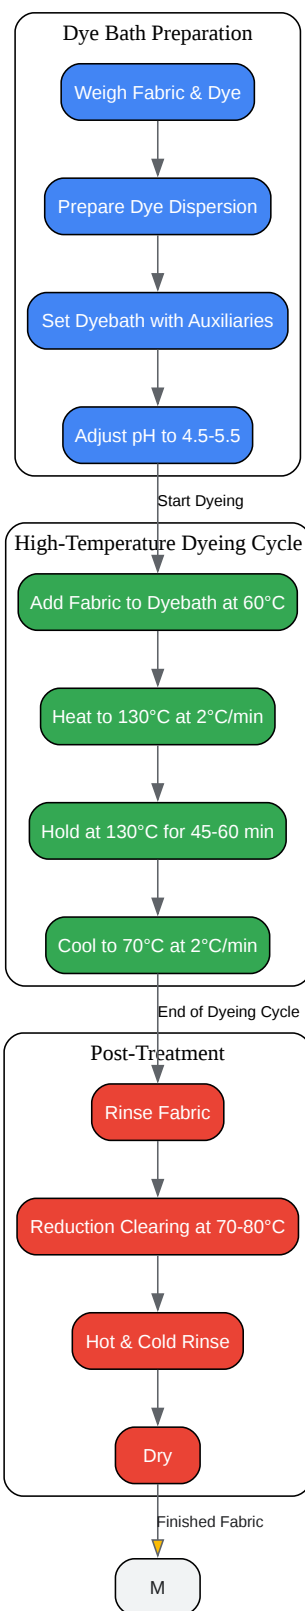 Dye Bath Preparation
Weigh Fabric & Dye
Prepare Dye Dispersion
Set Dyebath with Auxiliaries
Adjust pH to 4.5-5.5
Start Dyeing
High-Temperature Dyeing Cycle
Add Fabric to Dyebath at 60°C
Heat to 130°C at 2°C/min
Hold at 130°C for 45-60 min
Cool to 70°C at 2°C/min
End of Dyeing Cycle
Post-Treatment
Rinse Fabric
Reduction Clearing at 70-80°C
Hot & Cold Rinse
Dry
Finished Fabric
M